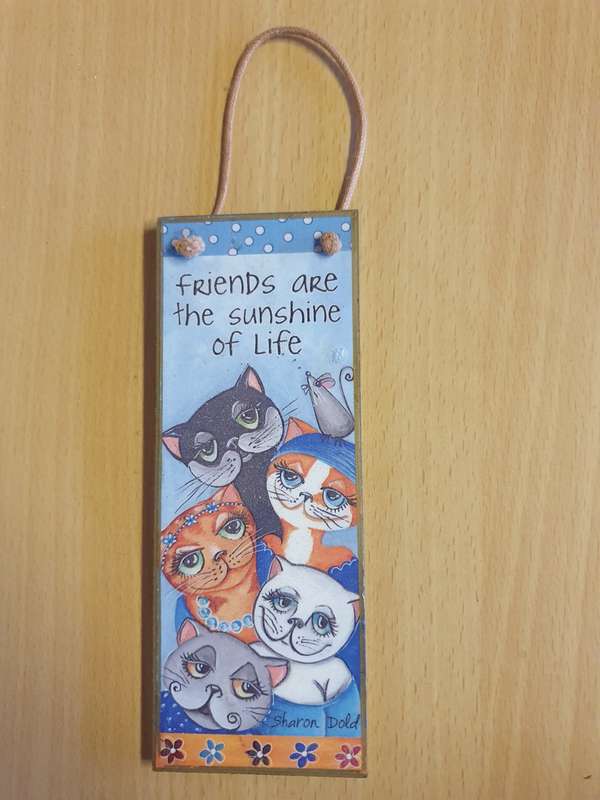 friends are
the sunshine
of Life
Sharon Dold